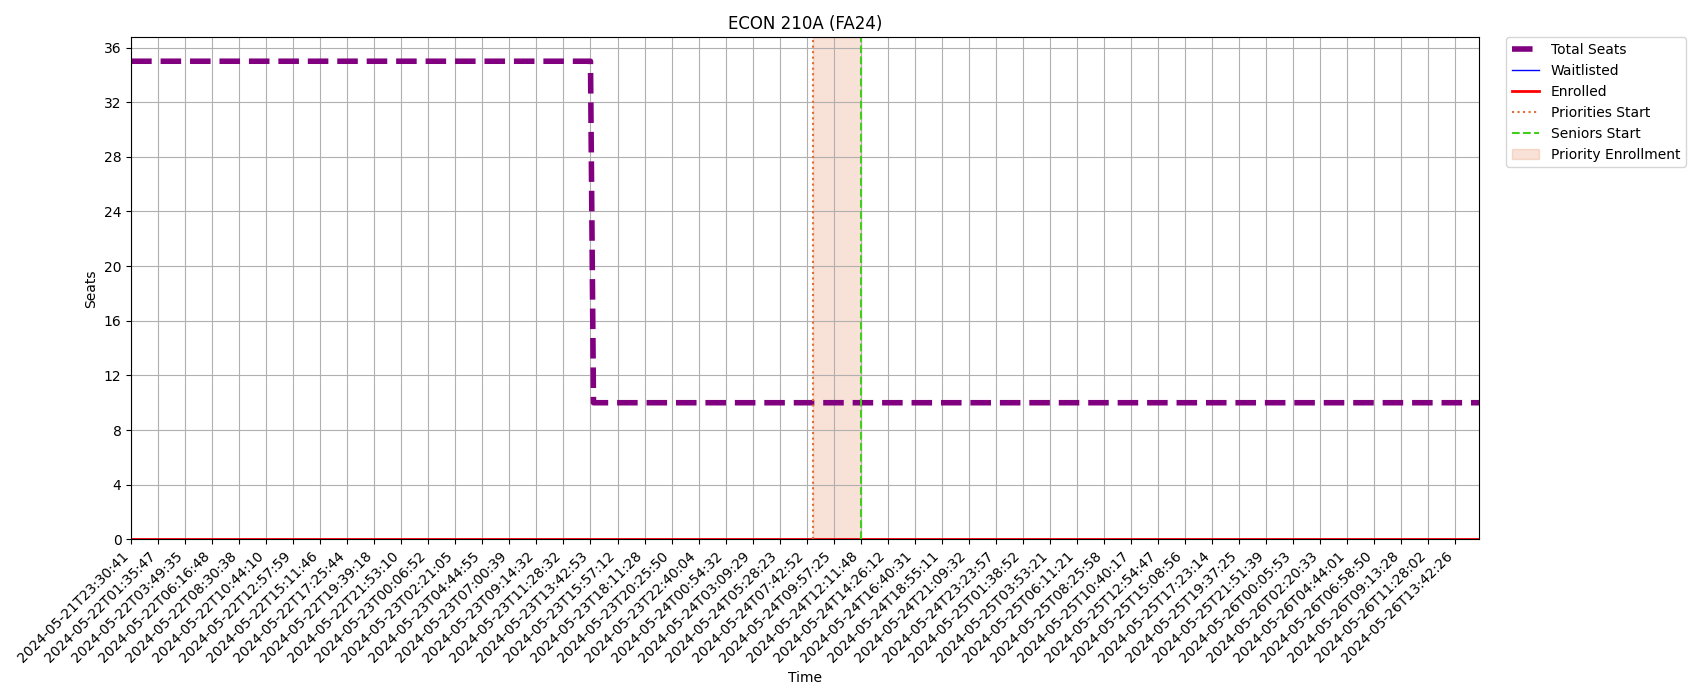 ECON 210A (FA24)
36
32
28
24
20
16
12
8
4
0
Seats
2024-05-21T23:30:41
2024-05-22T01:35:47
2024-05-22T03:49:35
2024-05-22T06:16:48
2024-05-22T08:30:38
2024-05-22T10:44:10
2024-05-22T12:57:59
2024-05-22T15:11:46
2024-05-22T17:25:44
2024-05-22T19:39:18
2024-05-22T21:53:10
2024-05-23T00:06:52
2024-05-23T02:21:05
2024-05-23T04:44:55
2024-05-23T07:00:39
2024-05-23T09:14:32
2024-05-23T11:28:32
2024-05-23T13:42:53
2024-05-23T15:57:12
2024-05-23T18:11:28
2024-05-23T20:25:50
2024-05-23T22:40:04
2024-05-24T00:54:32
2024-05-24T03:09:29
2024-05-24T05:28:23
2024-05-24T07:42:52
2024-05-24T09:57:25
2024-05-24T12:11:48
2024-05-24T14:26:12
2024-05-24T16:40:31
2024-05-24T18:55:11
2024-05-24T21:09:32
2024-05-24T23:23:57
2024-05-25T01:38:52
2024-05-25T03:53:21
2024-05-25T06:11:21
2024-05-25T08:25:58
2024-05-25T10:40:17
2024-05-25T12:54:47
2024-05-25T15:08:56
2024-05-25T17:23:14
2024-05-25T19:37:25
2024-05-25T21:51:39
2024-05-26T00:05:53
2024-05-26T02:20:33
2024-05-26T04:44:01
2024-05-26T06:58:50
2024-05-26T09:13:28
2024-05-26T11:28:02
2024-05-26T13:42:26
Time
Total Seats
Waitlisted
Enrolled
Priorities Start
Seniors Start
Priority Enrollment